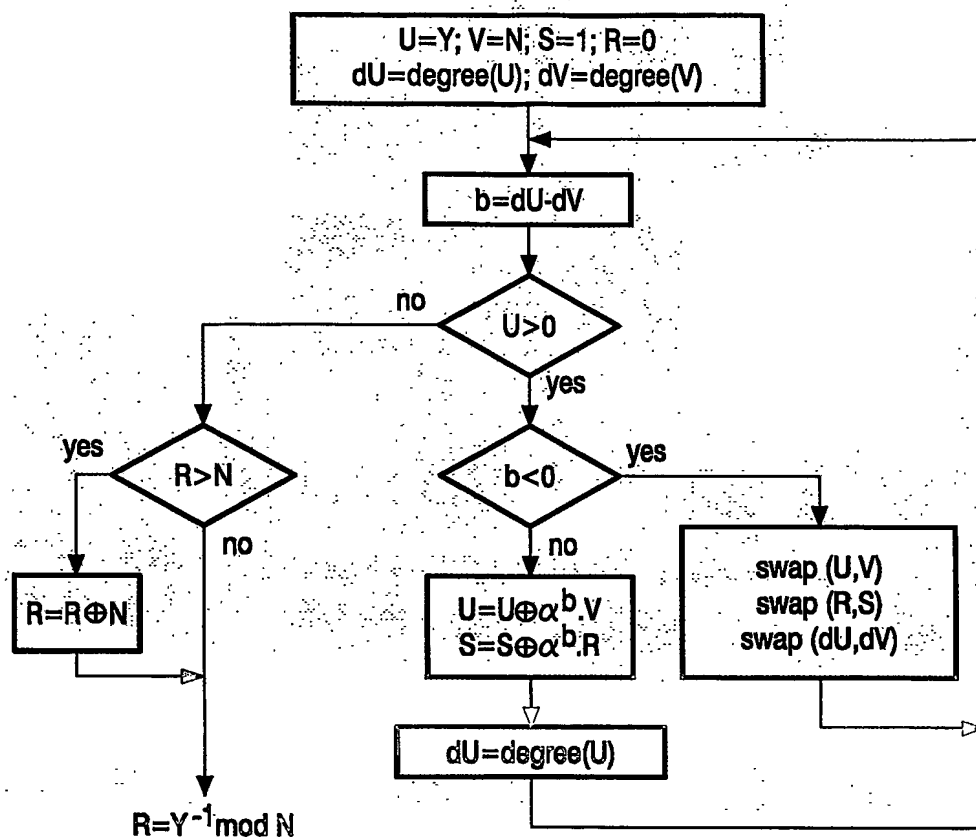 U=Y; V=N; S=1; R=0
dU=degree(U); dV=degree(V)
b=dU-dV
no
U>0
yes
yes
R>N
no
b<0
yes
no
R=R⊕N
U=U⊕α^b.V
S=S⊕α^b.R
swap (U,V)
swap (R,S)
swap (dU,dV)
dU=degree(U)
R=Y^-1 mod N